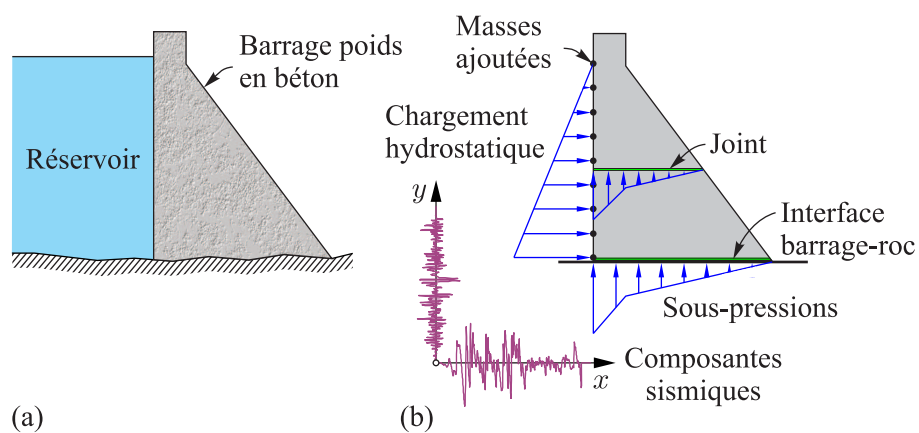 Barrage poids
en béton
Réservoir
(a)
Masses
ajoutées
Chargement
hydrostatique
Joint
y
Interface
barrage-roc
Sous-pressions
x
Composantes
sismiques
(b)